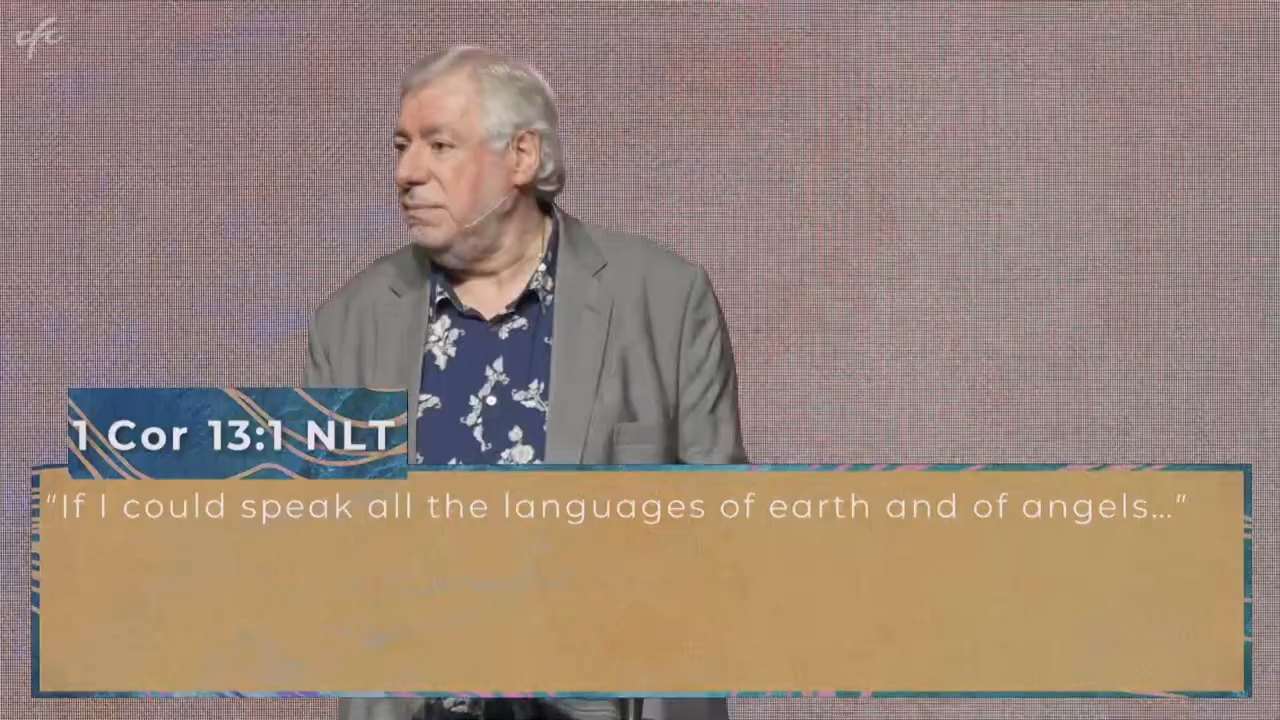 cfc
1 Cor 13:1 NLT
“If I could speak all the languages of earth and of angels...”